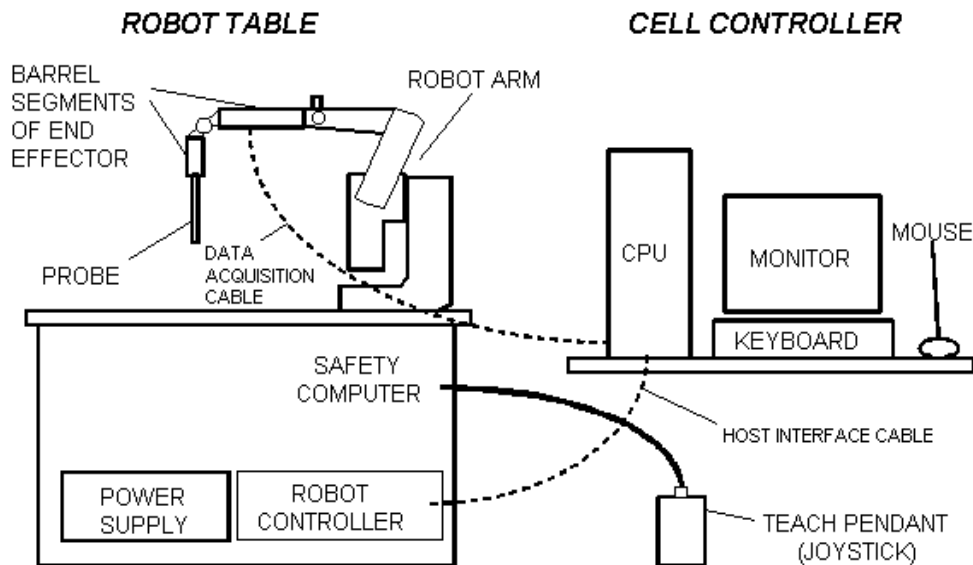 ROBOT TABLE
CELL CONTROLLER
BARREL
SEGMENTS
OF END
EFFECTOR
ROBOT ARM
PROBE
DATA
ACQUISITION
CABLE
CPU
MONITOR
MOUSE
KEYBOARD
SAFETY
COMPUTER
HOST INTERFACE CABLE
POWER
SUPPLY
ROBOT
CONTROLLER
TEACH PENDANT
(JOYSTICK)